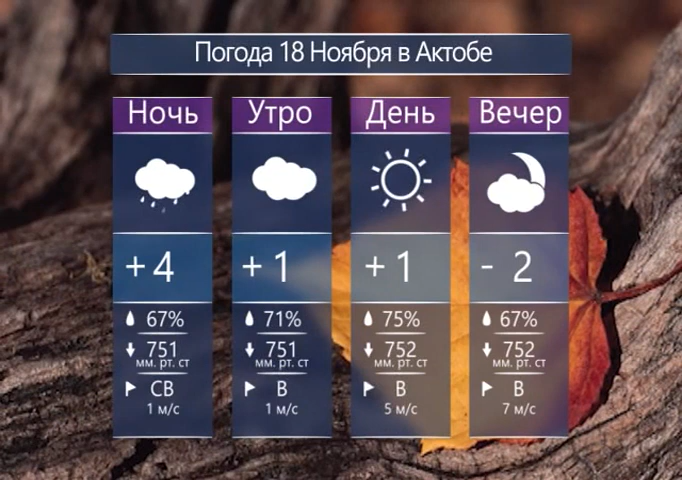 Погода 18 Ноября в Актобе
Ночь Утро День Вечер
+4 +1 +1 - 2
67% 71% 75% 67%
751 751 752 752
мм. рт. ст мм. рт. ст мм. рт. ст мм. рт. ст
СВ В В В
1 м/с 1 м/с 5 м/с 7 м/с